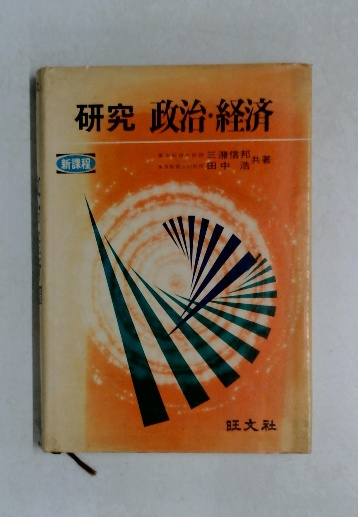 研究 政治・経済
新課程
三瀦信邦
田中 浩
共著
旺文社